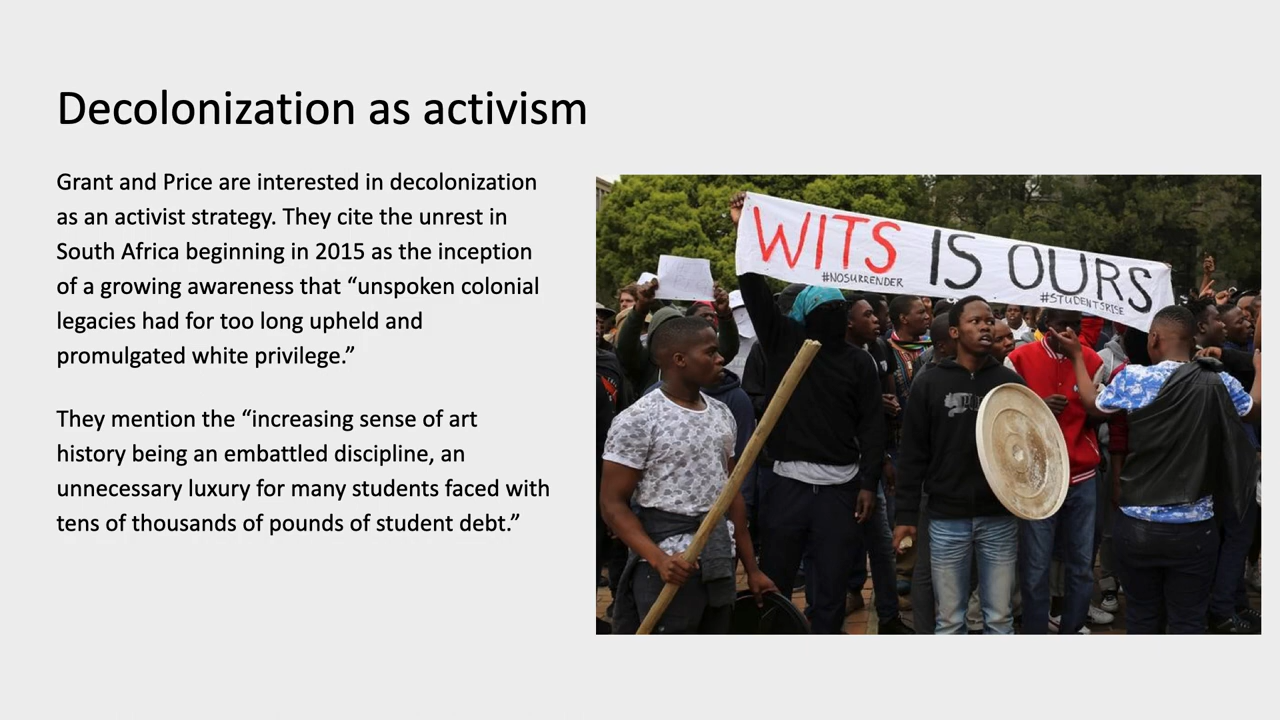 Decolonization as activism
Grant and Price are interested in decolonization
as an activist strategy. They cite the unrest in
South Africa beginning in 2015 as the inception
of a growing awareness that “unspoken colonial
legacies had for too long upheld and
promulgated white privilege.”
They mention the “increasing sense of art
history being an embattled discipline, an
unnecessary luxury for many students faced with
tens of thousands of pounds of student debt.”
WITS IS OURS
#NOSURRENDER
#STUDENTSRISE